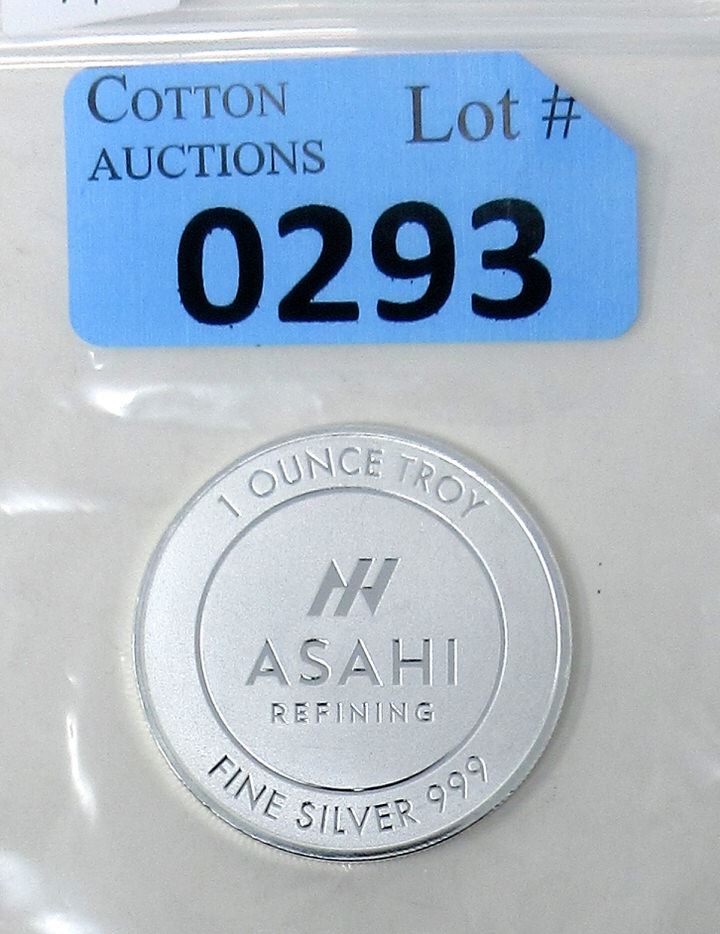 COTTON
AUCTIONS
Lot #
0293
1 OUNCE TROY
ASAHI
REFINING
FINE SILVER 999